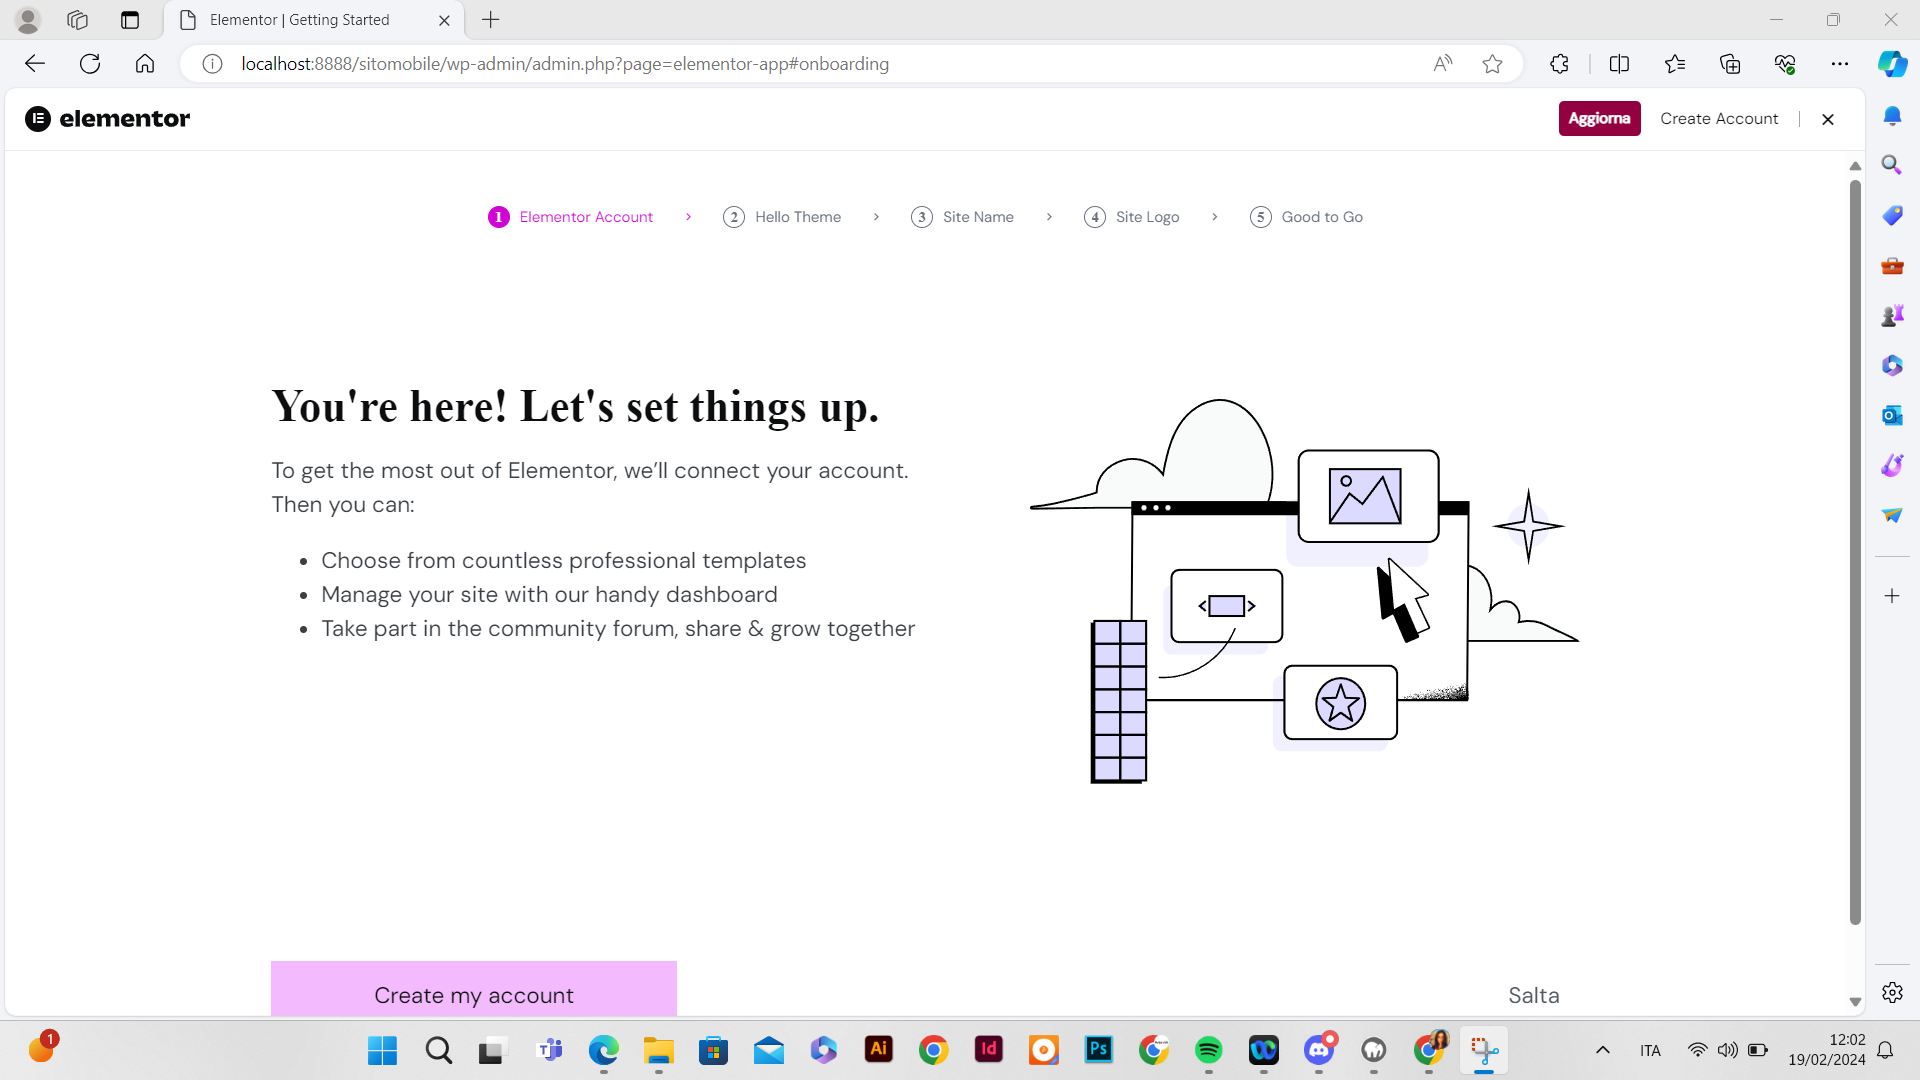 Elementor | Getting Started
localhost:8888/sitomobile/wp-admin/admin.php?page=elementor-app#onboarding
elementor
Aggiorna
Create Account
1 Elementor Account
2 Hello Theme
3 Site Name
4 Site Logo
5 Good to Go
You're here! Let's set things up.
To get the most out of Elementor, we’ll connect your account.
Then you can:
• Choose from countless professional templates
• Manage your site with our handy dashboard
• Take part in the community forum, share & grow together
Create my account
Salta
1
Ai
Id
Ps
ITA
12:02
19/02/2024